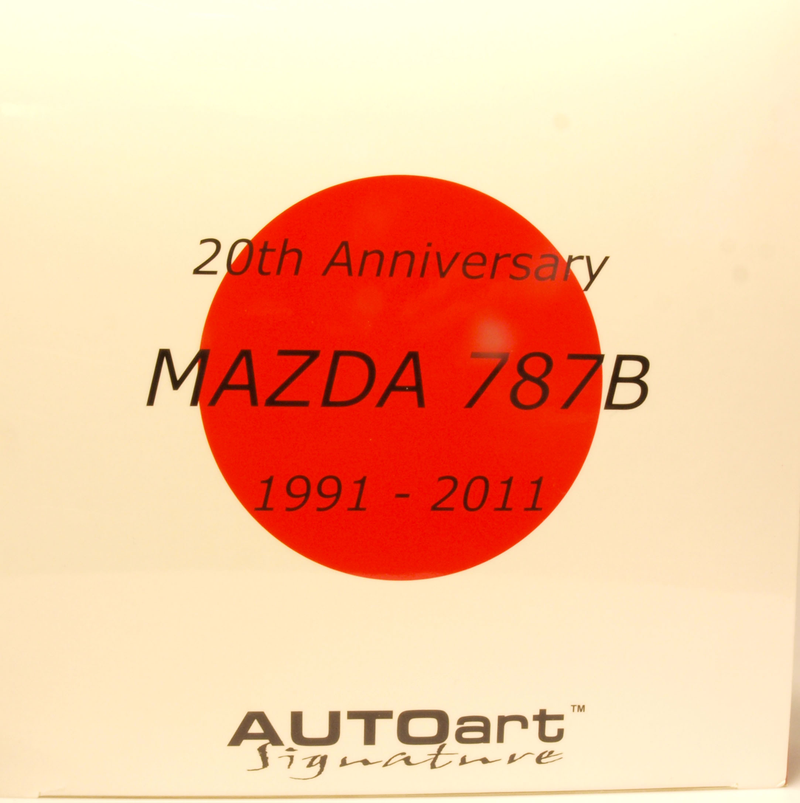 20th Anniversary
MAZDA 787B
1991 - 2011
AUTOart™
Signature